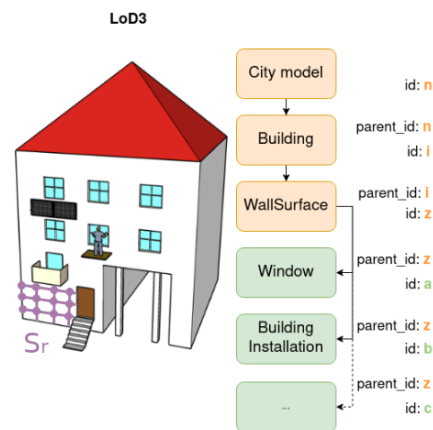 LoD3
City model
id: n
Building
parent_id: n
id: i
WallSurface
parent_id: i
id: z
Window
parent_id: z
id: a
Building
Installation
parent_id: z
id: b
...
parent_id: z
id: c
Sr